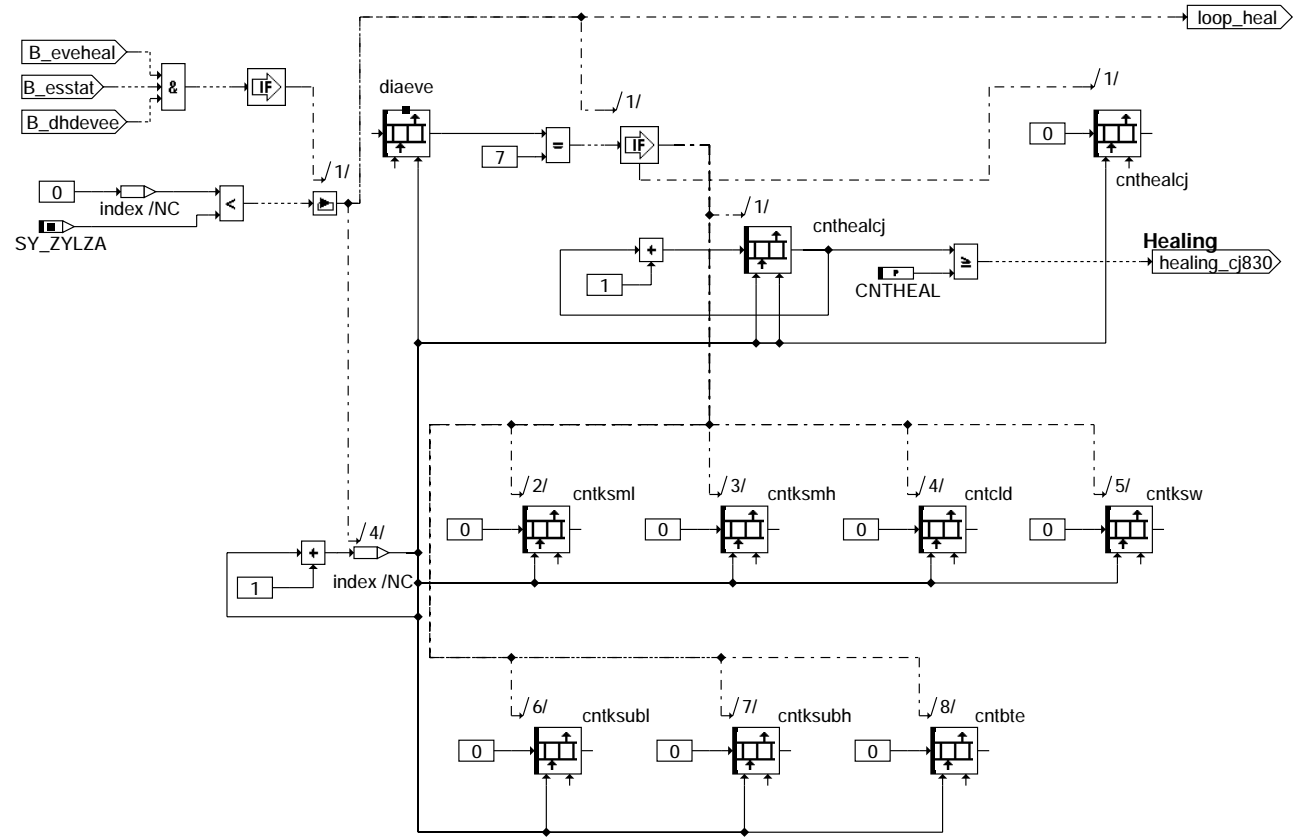 loop_heal
B_eveheal
B_esstat
B_dhdevee
&
IF
/1/
diaeve
/1/
/1/
7
=
IF
0
cnthealcj
0
index /NC
<
SY_ZYLZA
/1/
cnthealcj
+
1
P
CNTHEAL
≥
Healing
healing_cj830
/2/
cntksml
/3/
cntksmh
/4/
cntcld
/5/
cntksw
0
0
0
0
/4/
+
1
index /NC
/6/
cntksubl
/7/
cntksubh
/8/
cntbte
0
0
0